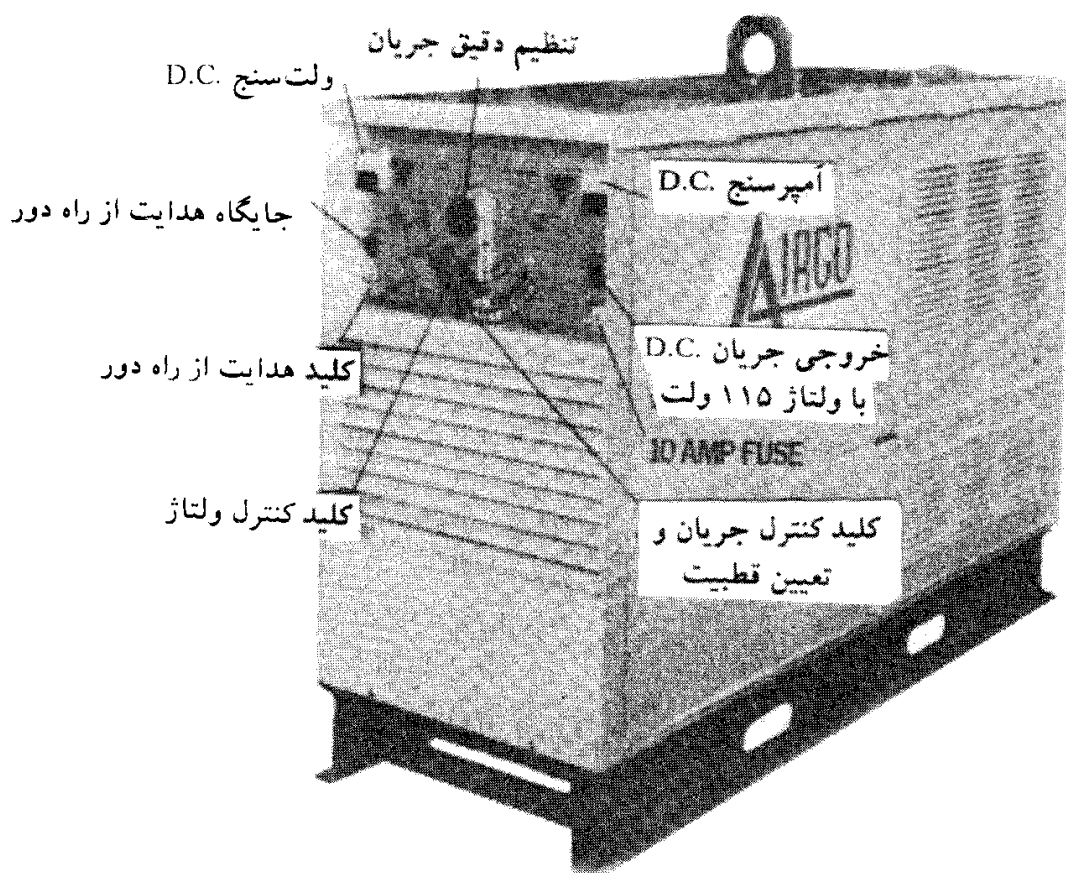 تنظیم دقیق جریان
ولت‌سنج D.C.
آمپرسنج D.C.
جایگاه هدایت از راه دور
AIRCO
خروجی جریان D.C.
با ولتاژ ۱۱۵ ولت
کلید هدایت از راه دور
10 AMP FUSE
کلید کنترل ولتاژ
کلید کنترل جریان و
تعیین قطبیت